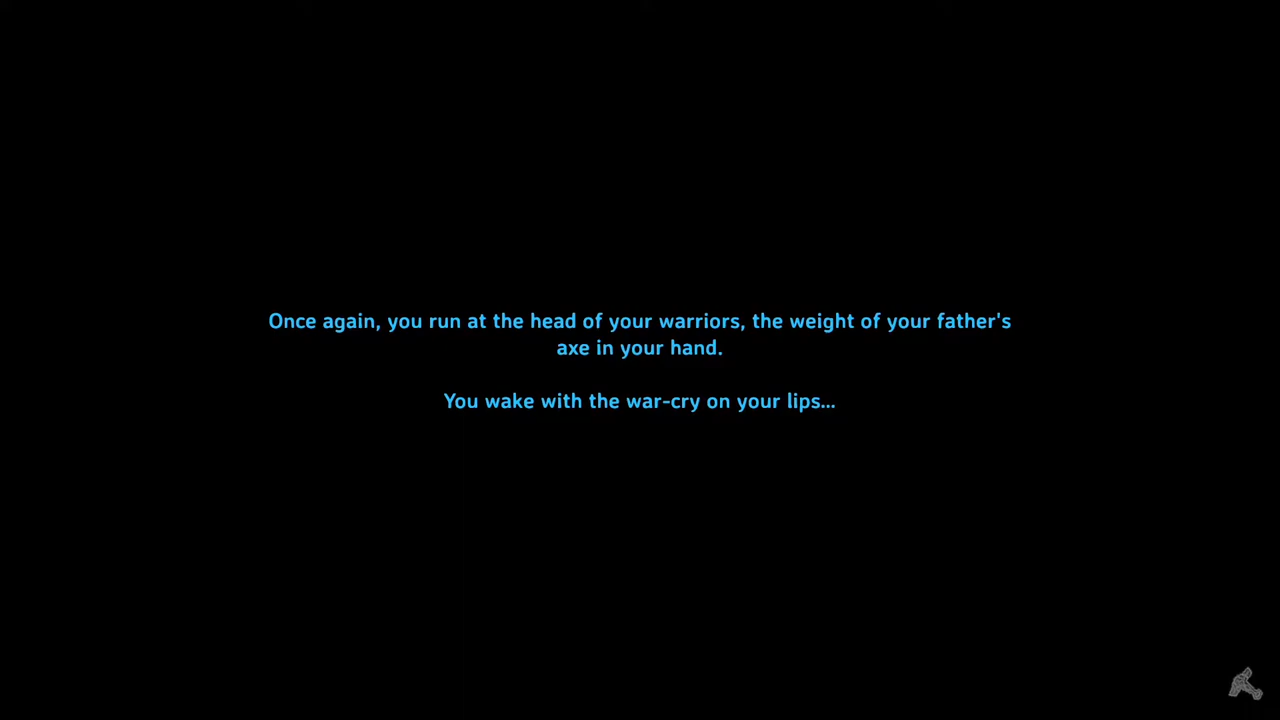 Once again, you run at the head of your warriors, the weight of your father's
axe in your hand.
You wake with the war-cry on your lips...